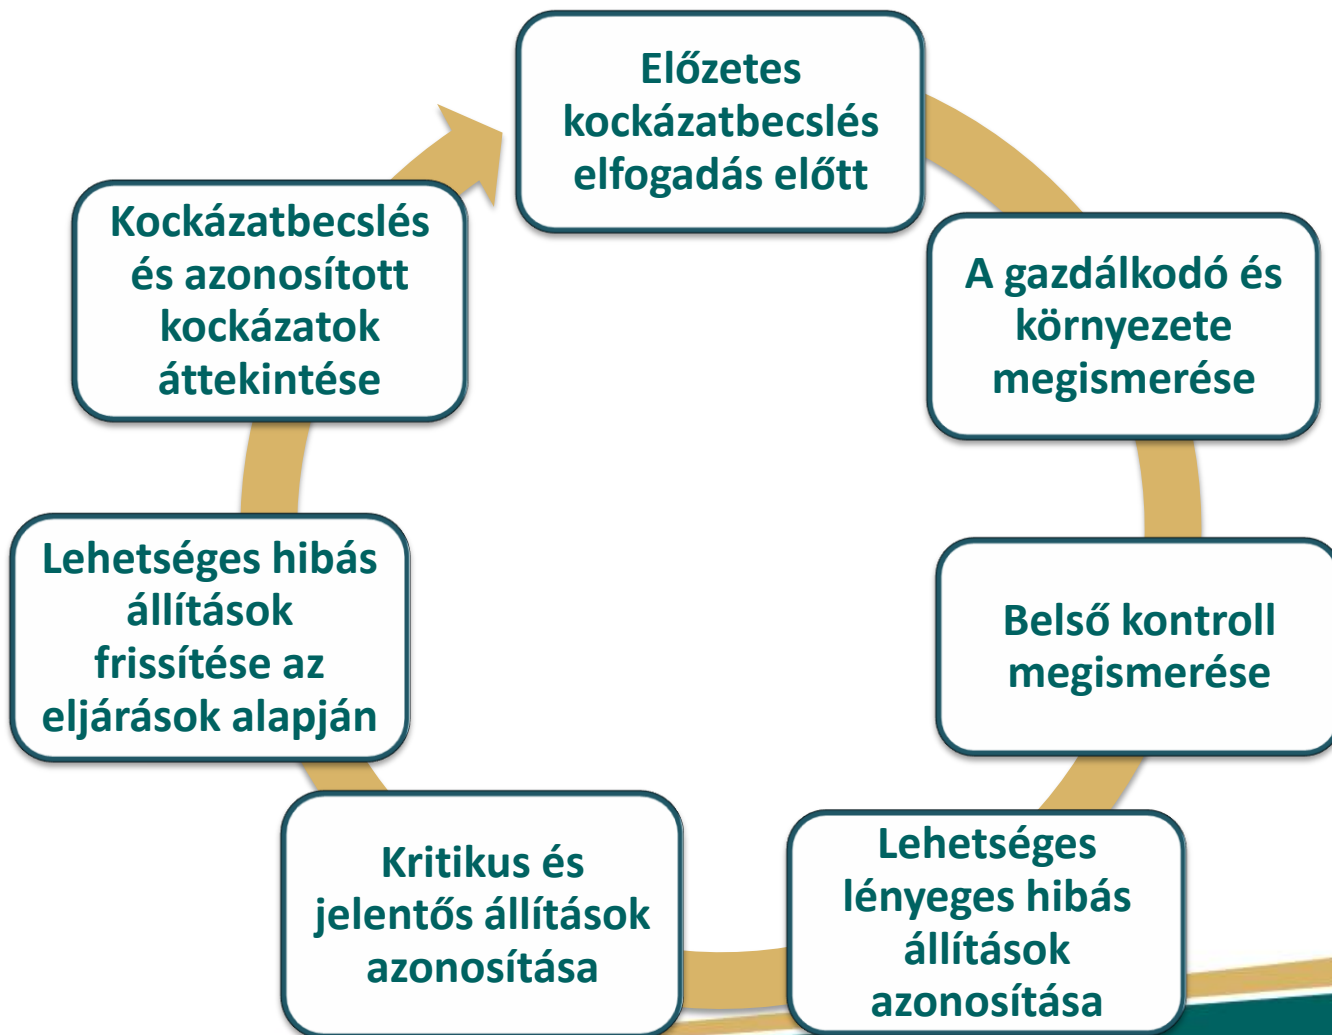 Előzetes
kockázatbecslés
elfogadás előtt
A gazdálkodó és
környezete
megismerése
Belső kontroll
megismerése
Lehetséges
lényeges hibás
állítások
azonosítása
Kritikus és
jelentős állítások
azonosítása
Lehetséges hibás
állítások
frissítése az
eljárások alapján
Kockázatbecslés
és azonosított
kockázatok
áttekintése